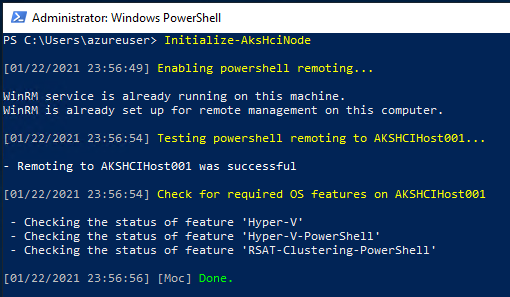 Administrator: Windows PowerShell
PS C:\Users\azureuser> Initialize-AksHciNode
[01/22/2021 23:56:49] Enabling powershell remoting...
WinRM service is already running on this machine.
WinRM is already set up for remote management on this computer.
[01/22/2021 23:56:54] Testing powershell remoting to AKSHCIHost001...
- Remoting to AKSHCIHost001 was successful
[01/22/2021 23:56:54] Check for required OS features on AKSHCIHost001
- Checking the status of feature 'Hyper-V'
- Checking the status of feature 'Hyper-V-PowerShell'
- Checking the status of feature 'RSAT-Clustering-PowerShell'
[01/22/2021 23:56:56] [Moc] Done.